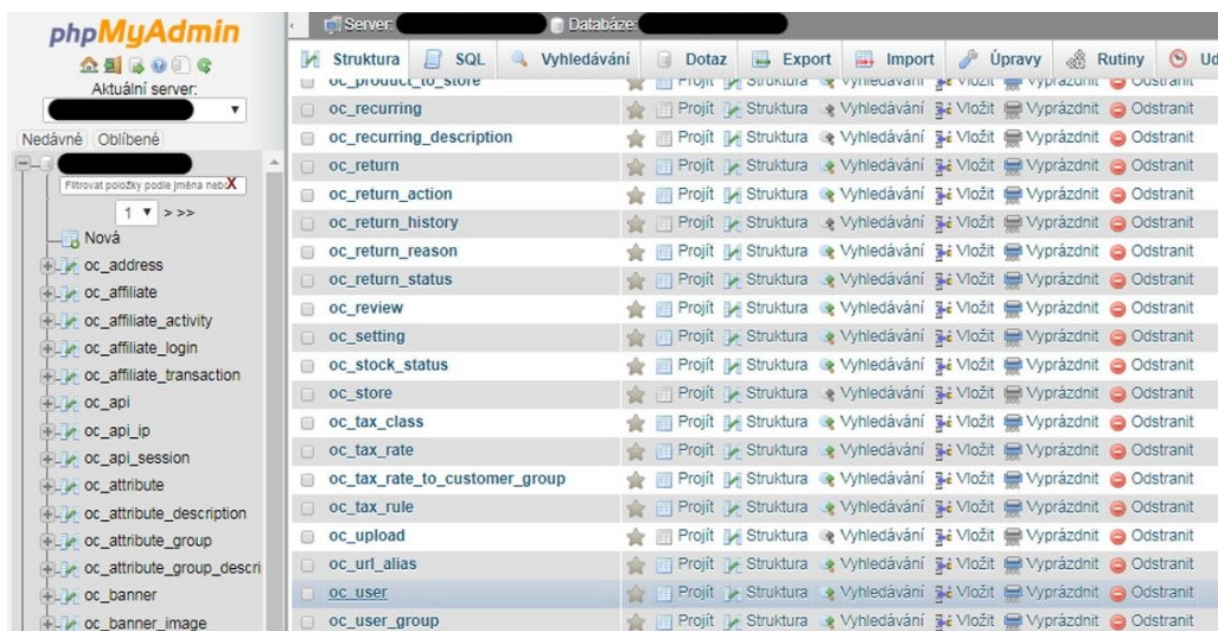 phpMyAdmin
Aktuální server:
Nedávné Oblíbené
Filtrovat položky podle jména nebo X
1 > >>
Nová
oc_address
oc_affiliate
oc_affiliate_activity
oc_affiliate_login
oc_affiliate_transaction
oc_api
oc_api_ip
oc_api_session
oc_attribute
oc_attribute_description
oc_attribute_group
oc_attribute_group_descri
oc_banner
oc_banner_image
Server: Databáze:
Struktura SQL Vyhledávání Dotaz Export Import Úpravy Rutiny Ud
oc_product_to_store Projít Struktura Vyhledávání Vložit Vyprázdnit Odstranit
oc_recurring Projít Struktura Vyhledávání Vložit Vyprázdnit Odstranit
oc_recurring_description Projít Struktura Vyhledávání Vložit Vyprázdnit Odstranit
oc_return Projít Struktura Vyhledávání Vložit Vyprázdnit Odstranit
oc_return_action Projít Struktura Vyhledávání Vložit Vyprázdnit Odstranit
oc_return_history Projít Struktura Vyhledávání Vložit Vyprázdnit Odstranit
oc_return_reason Projít Struktura Vyhledávání Vložit Vyprázdnit Odstranit
oc_return_status Projít Struktura Vyhledávání Vložit Vyprázdnit Odstranit
oc_review Projít Struktura Vyhledávání Vložit Vyprázdnit Odstranit
oc_setting Projít Struktura Vyhledávání Vložit Vyprázdnit Odstranit
oc_stock_status Projít Struktura Vyhledávání Vložit Vyprázdnit Odstranit
oc_store Projít Struktura Vyhledávání Vložit Vyprázdnit Odstranit
oc_tax_class Projít Struktura Vyhledávání Vložit Vyprázdnit Odstranit
oc_tax_rate Projít Struktura Vyhledávání Vložit Vyprázdnit Odstranit
oc_tax_rate_to_customer_group Projít Struktura Vyhledávání Vložit Vyprázdnit Odstranit
oc_tax_rule Projít Struktura Vyhledávání Vložit Vyprázdnit Odstranit
oc_upload Projít Struktura Vyhledávání Vložit Vyprázdnit Odstranit
oc_url_alias Projít Struktura Vyhledávání Vložit Vyprázdnit Odstranit
oc_user Projít Struktura Vyhledávání Vložit Vyprázdnit Odstranit
oc_user_group Projít Struktura Vyhledávání Vložit Vyprázdnit Odstranit